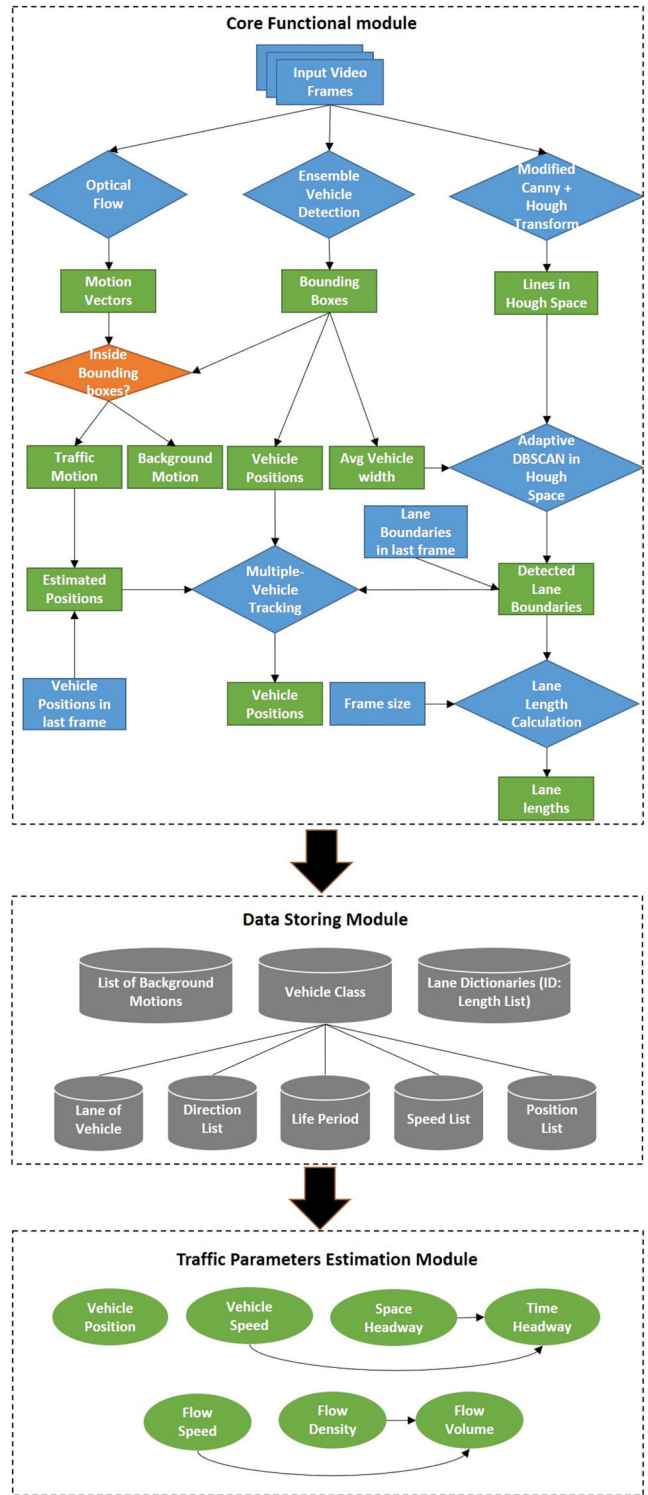 Core Functional module
Input Video
Frames
Optical
Flow
Ensemble
Vehicle
Detection
Modified
Canny +
Hough
Transform
Motion
Vectors
Bounding
Boxes
Lines in
Hough Space
Inside
Bounding
boxes?
Traffic
Motion
Background
Motion
Vehicle
Positions
Avg Vehicle
width
Adaptive
DBSCAN in
Hough
Space
Lane
Boundaries
in last frame
Estimated
Positions
Multiple-
Vehicle
Tracking
Detected
Lane
Boundaries
Vehicle
Positions in
last frame
Vehicle
Positions
Frame size
Lane
Length
Calculation
Lane
lengths
Data Storing Module
List of Background
Motions
Vehicle Class
Lane Dictionaries (ID:
Length List)
Lane of
Vehicle
Direction
List
Life Period
Speed List
Position
List
Traffic Parameters Estimation Module
Vehicle
Position
Vehicle
Speed
Space
Headway
Time
Headway
Flow
Speed
Flow
Density
Flow
Volume